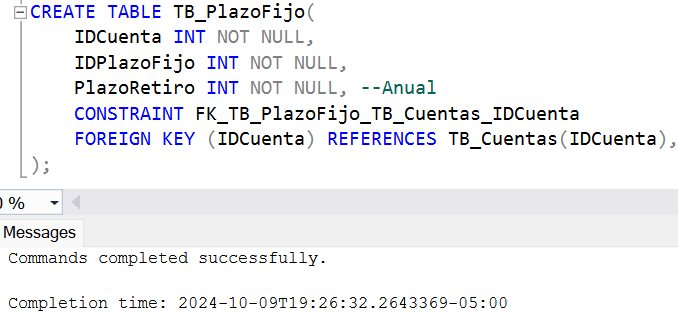 CREATE TABLE TB_PlazoFijo(
IDCuenta INT NOT NULL,
IDPlazoFijo INT NOT NULL,
PlazoRetiro INT NOT NULL, --Anual
CONSTRAINT FK_TB_PlazoFijo_TB_Cuentas_IDCuenta
FOREIGN KEY (IDCuenta) REFERENCES TB_Cuentas(IDCuenta),
);
0 %
Messages
Commands completed successfully.
Completion time: 2024-10-09T19:26:32.2643369-05:00